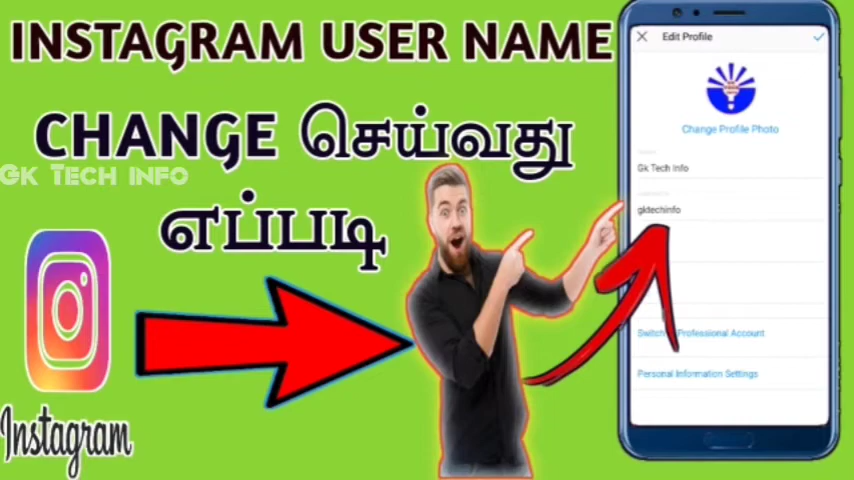 INSTAGRAM USER NAME
CHANGE செய்வது
GK TECH INFO
எப்படி
Instagram
Edit Profile
Change Profile Photo
Gk Tech Info
gktechinfo
Professional Account
Personal Information Settings